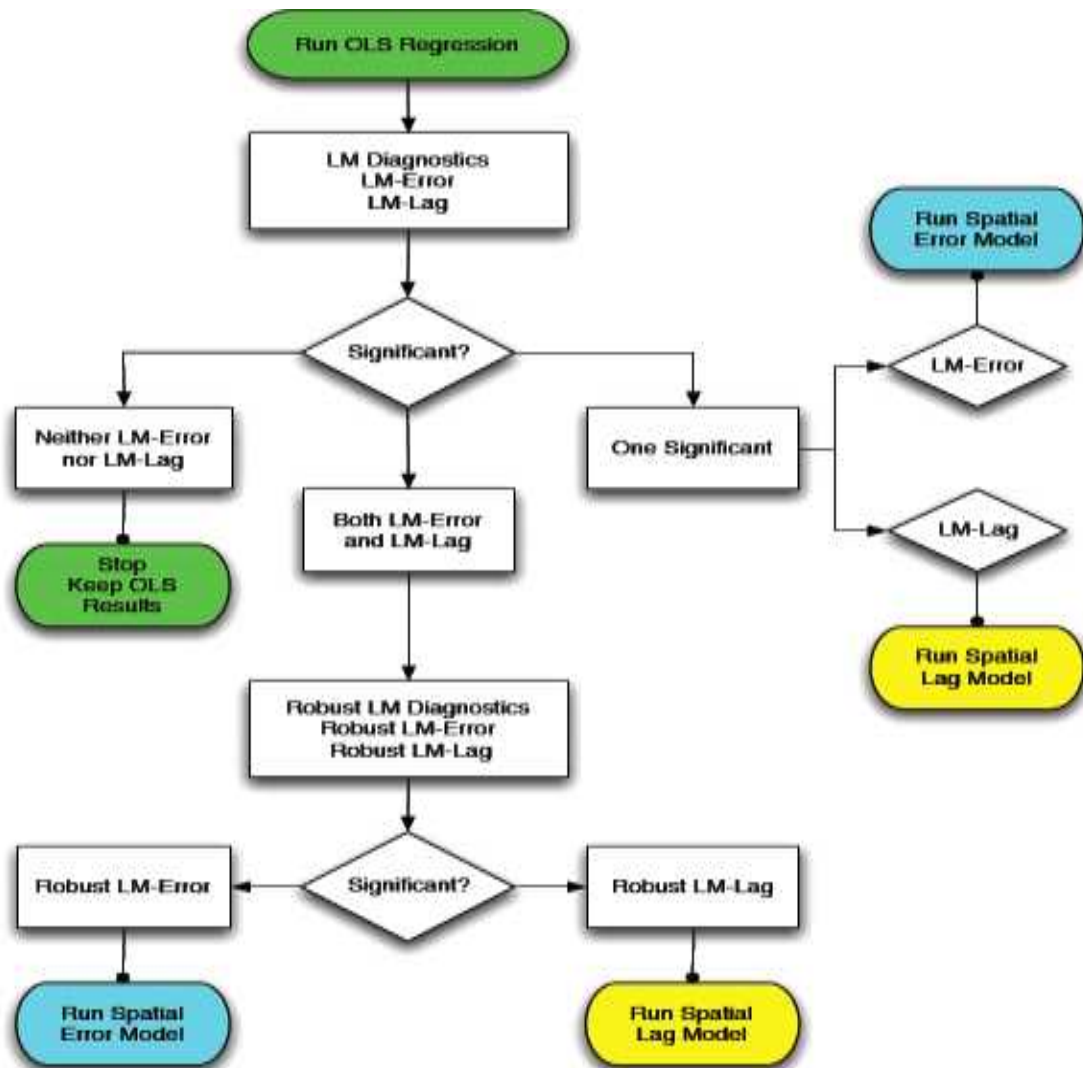 Run OLS Regression
LM Diagnostics
LM-Error
LM-Lag
Significant?
Neither LM-Error
nor LM-Lag
Stop
Keep OLS
Results
Both LM-Error
and LM-Lag
One Significant
LM-Error
Run Spatial
Error Model
LM-Lag
Run Spatial
Lag Model
Robust LM Diagnostics
Robust LM-Error
Robust LM-Lag
Significant?
Robust LM-Error
Run Spatial
Error Model
Robust LM-Lag
Run Spatial
Lag Model